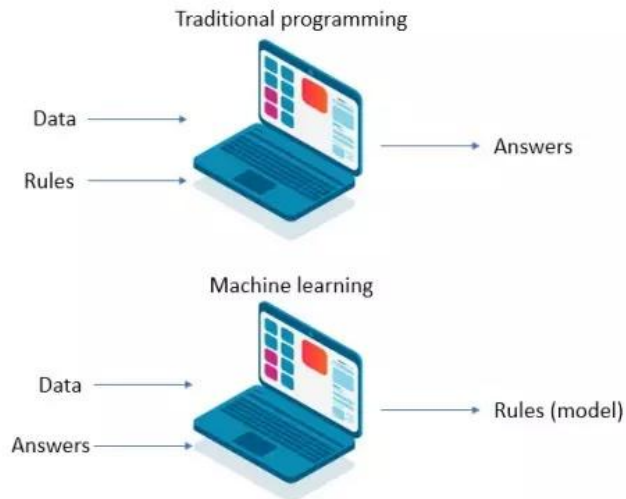 Traditional programming
Data
Rules
Answers
Machine learning
Data
Answers
Rules (model)